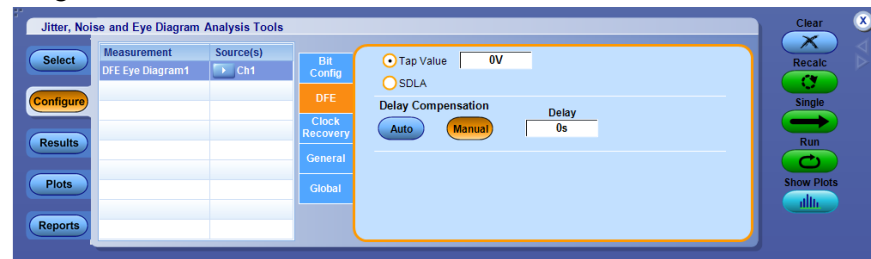 Jitter, Noise and Eye Diagram Analysis Tools
Clear
X
Select
Measurement Source(s)
DFE Eye Diagram1 Ch1
Bit
Config
Tap Value 0V
SDLA
Recalc
Configure
DFE
Delay Compensation Delay
Auto Manual 0s
Single
Clock
Recovery
Results
General
Run
Plots
Global
Show Plots
Reports